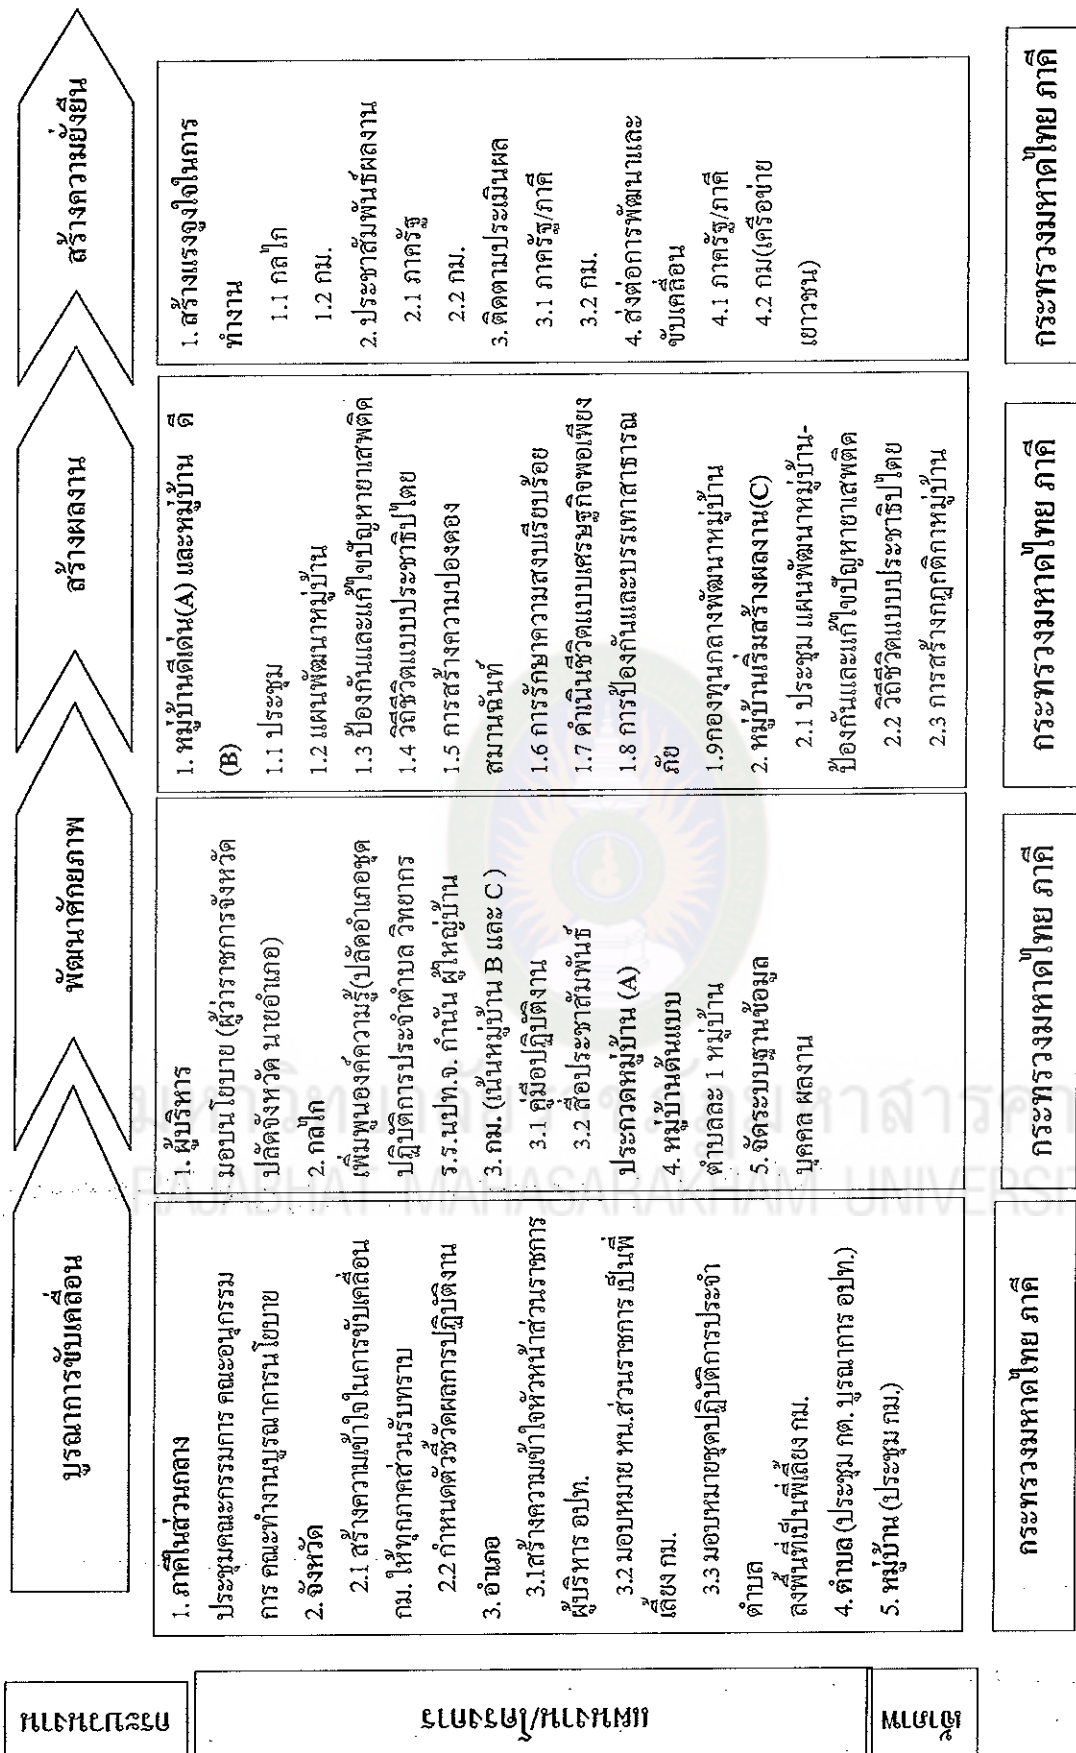 กระบวนงาน
บูรณาการขับเคลื่อน
พัฒนาศักยภาพ
สร้างผลงาน
สร้างความยั่งยืน
แผนงาน/โครงการ
1. ภาคีในส่วนกลาง
ประชุมคณะกรรมการ คณะอนุกรรม
การ คณะทำงานบูรณาการนโยบาย
2. จังหวัด
2.1 สร้างความเข้าใจในการขับเคลื่อน
กม. ให้ทุกภาคส่วนรับทราบ
2.2 กำหนดตัวชี้วัดผลการปฏิบัติงาน
3. อำเภอ
3.1สร้างความเข้าใจหัวหน้าส่วนราชการ
ผู้บริหาร อปท.
3.2 มอบหมาย หน.ส่วนราชการ เป็นพี่
เลี้ยง กม.
3.3 มอบหมายชุดปฏิบัติการประจำ
ตำบล
ลงพื้นที่เป็นพี่เลี้ยง กม.
4. ตำบล (ประชุม กต. บูรณาการ อปท.)
5. หมู่บ้าน (ประชุม กม.)
1. ผู้บริหาร
มอบนโยบาย (ผู้ว่าราชการจังหวัด
ปลัดจังหวัด นายอำเภอ)
2. กลไก
เพิ่มพูนองค์ความรู้(ปลัดอำเภอชุด
ปฏิบัติการประจำตำบล วิทยากร
ร.ร.นปท.จ. กำนัน ผู้ใหญ่บ้าน
3. กม. (เน้นหมู่บ้าน B และ C )
3.1 คู่มือปฏิบัติงาน
3.2 สื่อประชาสัมพันธ์
ประกวดหมู่บ้าน (A)
4. หมู่บ้านต้นแบบ
ตำบลละ 1 หมู่บ้าน
5. จัดระบบฐานข้อมูล
บุคคล ผลงาน
1. หมู่บ้านดีเด่น(A) และหมู่บ้าน ดี
(B)
1.1 ประชุม
1.2 แผนพัฒนาหมู่บ้าน
1.3 ป้องกันและแก้ไขปัญหายาเสพติด
1.4 วิถีชีวิตแบบประชาธิปไตย
1.5 การสร้างความปองดอง
สมานฉันท์
1.6 การรักษาความสงบเรียบร้อย
1.7 ดำเนินชีวิตแบบเศรษฐกิจพอเพียง
1.8 การป้องกันและบรรเทาสาธารณ
ภัย
1.9กองทุนกลางพัฒนาหมู่บ้าน
2. หมู่บ้านเริ่มสร้างผลงาน(C)
2.1 ประชุม แผนพัฒนาหมู่บ้าน-
ป้องกันและแก้ไขปัญหายาเสพติด
2.2 วิถีชีวิตแบบประชาธิปไตย
2.3 การสร้างกฎกติกาหมู่บ้าน
1. สร้างแรงจูงใจในการ
ทำงาน
1.1 กลไก
1.2 กม.
2. ประชาสัมพันธ์ผลงาน
2.1 ภาครัฐ
2.2 กม.
3. ติดตามประเมินผล
3.1 ภาครัฐ/ภาคี
3.2 กม.
4. ส่งต่อการพัฒนาและ
ขับเคลื่อน
4.1 ภาครัฐ/ภาคี
4.2 กม(เครือข่าย
เยาวชน)
เจ้าภาพ
กระทรวงมหาดไทย ภาคี
กระทรวงมหาดไทย ภาคี
กระทรวงมหาดไทย ภาคี
กระทรวงมหาดไทย ภาคี
RAJABHAT MAHASARAKHAM UNIVERSI